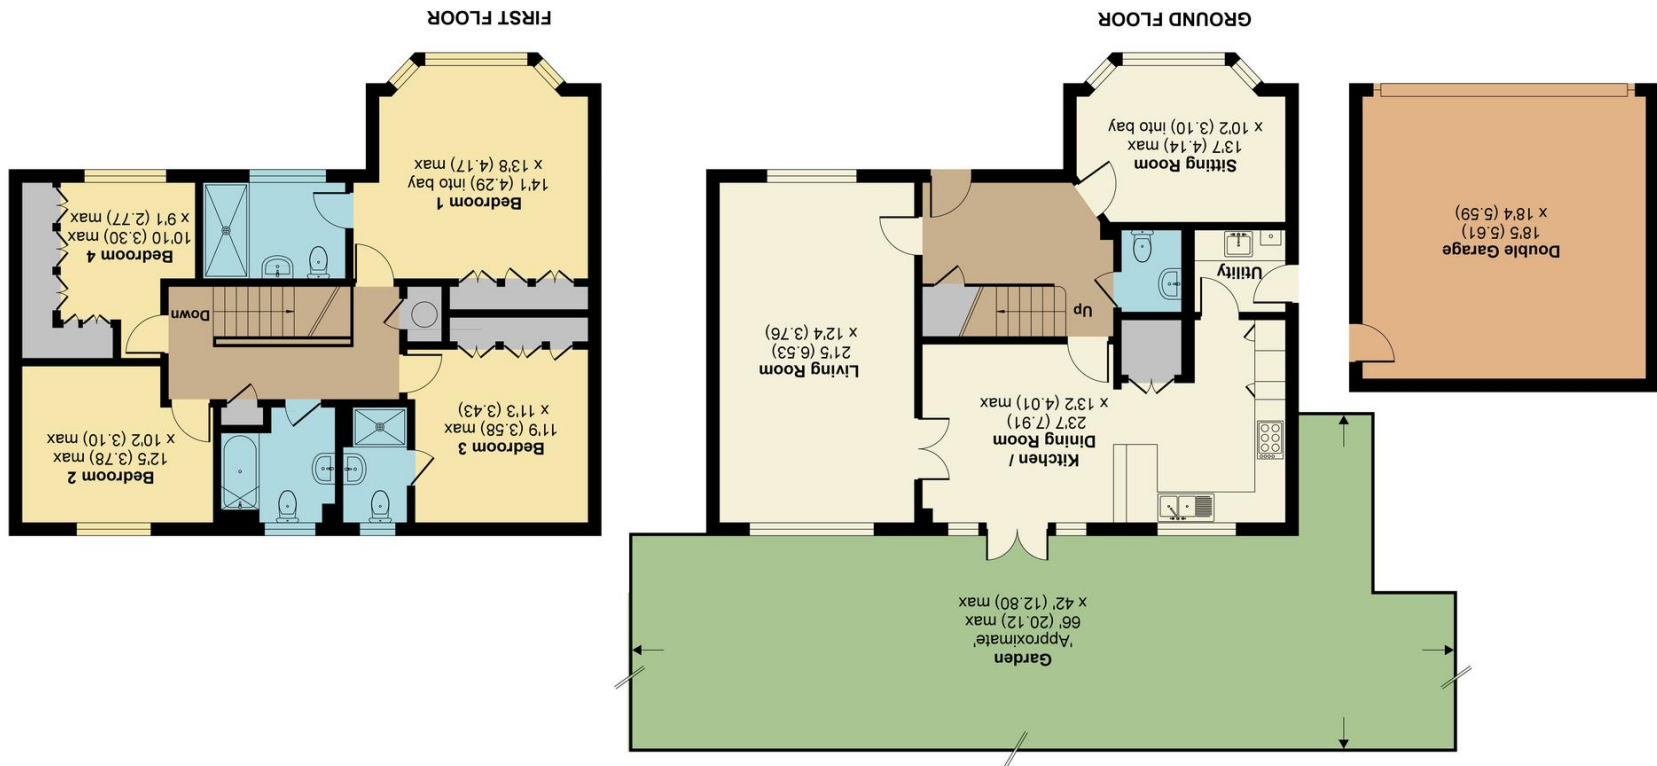 Garden
'Approximate'
66' (20.12) max
x 42' (12.80) max
Bedroom 2
12'5 (3.78) max
x 10'2 (3.10)
Bedroom 3
11'9 (3.58) max
x 11'3 (3.43)
Living Room
21'5 (6.53)
x 12'4 (3.76)
Kitchen /
Dining Room
23'7 (7.91)
x 13'2 (4.01) max
Down
Up
Utility
Double Garage
18'5 (5.61)
x 18'4 (5.59)
Bedroom 4
10'10 (3.30) max
x 9'1 (2.77) max
Bedroom 1
14'1 (4.29) into bay
x 13'8 (4.17) max
Sitting Room
13'7 (4.14) max
x 10'2 (3.10) into bay
GROUND FLOOR
FIRST FLOOR